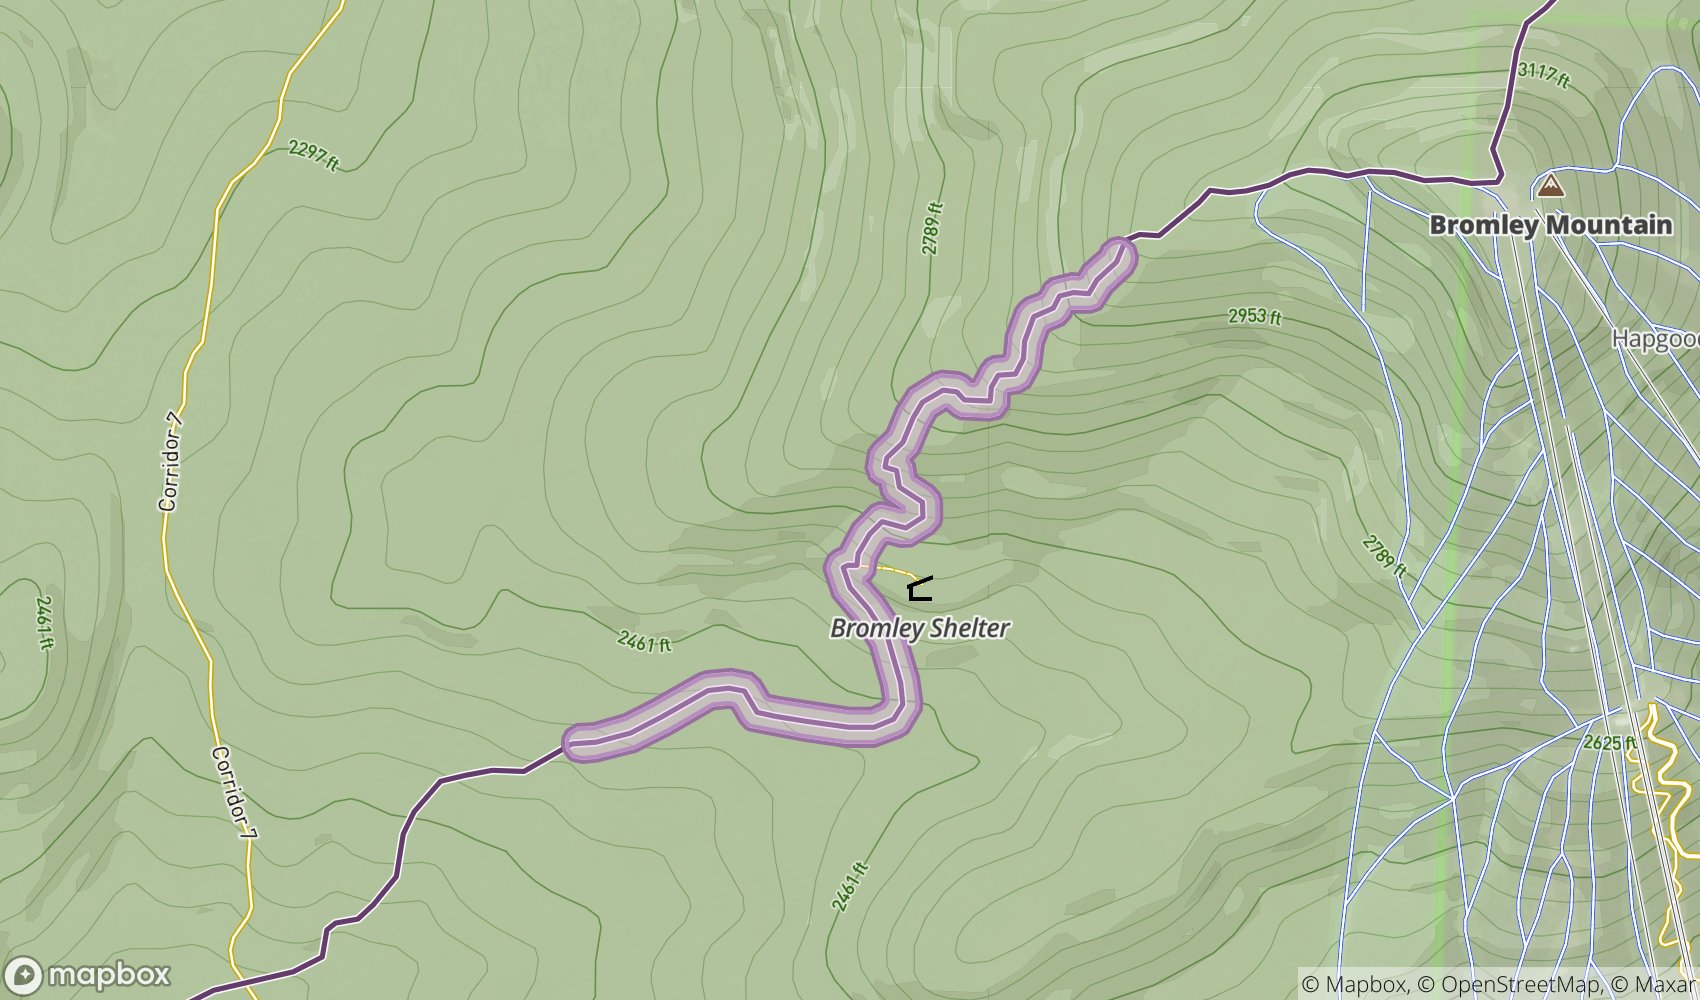 3117 ft
2297 ft
2789 ft
Bromley Mountain
2953 ft
Corridor 7
2789 ft
2461 ft
Bromley Shelter
2461 ft
2625 ft
Corridor 7
2461 ft
mapbox
© Mapbox, © OpenStreetMap, © Maxar